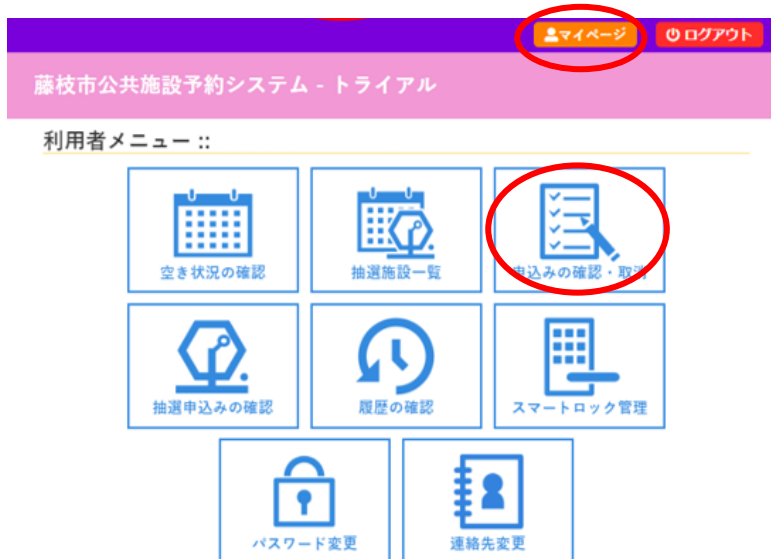 マイページ ログアウト
藤枝市公共施設予約システム - トライアル
利用者メニュー ::
空き状況の確認 抽選施設一覧 申込みの確認・取消
抽選申込みの確認 履歴の確認 スマートロック管理
パスワード変更 連絡先変更